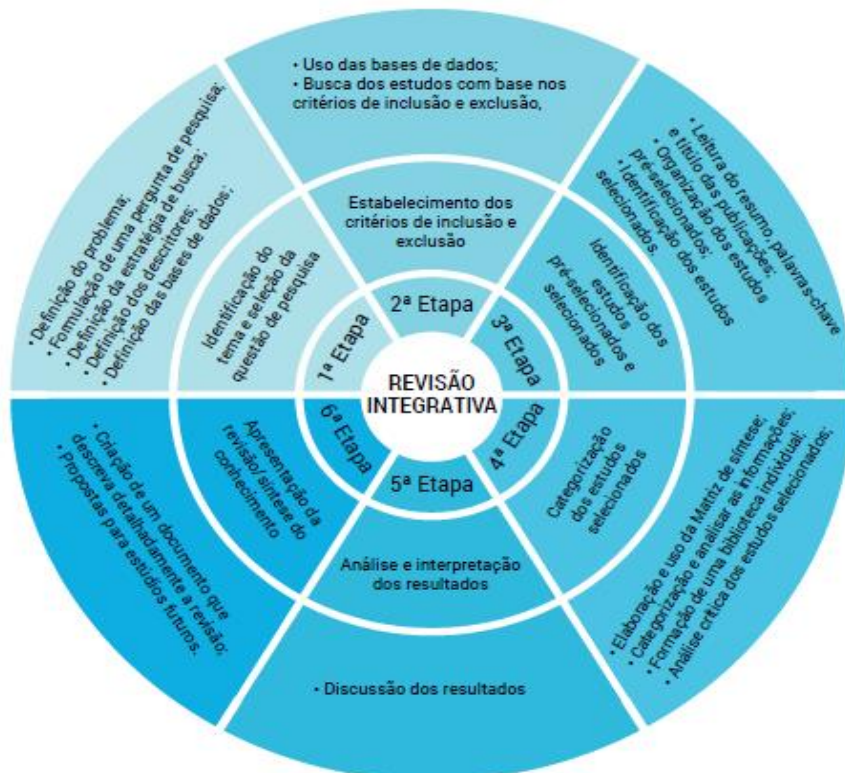 REVISÃO
INTEGRATIVA
1ª Etapa
Identificação do
tema e seleção da
questão de pesquisa
• Definição do problema;
• Formulação de uma pergunta de pesquisa;
• Definição da estratégia de busca;
• Definição dos descritores;
• Definição das bases de dados;
2ª Etapa
Estabelecimento dos
critérios de inclusão e
exclusão
• Uso das bases de dados;
• Busca dos estudos com base nos
critérios de inclusão e exclusão,
3ª Etapa
Identificação dos
estudos
pré-selecionados e
selecionados
• Leitura do resumo, palavras-chave
e título das publicações;
• Organização dos estudos
pré-selecionados;
• Identificação dos estudos
selecionados.
4ª Etapa
Categorização
dos estudos
selecionados
• Elaboração e uso da Matriz de síntese;
• Categorização e analisar as informações;
• Formação de uma biblioteca individual;
• Análise crítica dos estudos selecionados;
5ª Etapa
Análise e interpretação
dos resultados
• Discussão dos resultados
6ª Etapa
Apresentação da
revisão/ síntese do
conhecimento
• Criação de um documento que
descreva detalhadamente a revisão;
• Propostas para estúdios futuros.